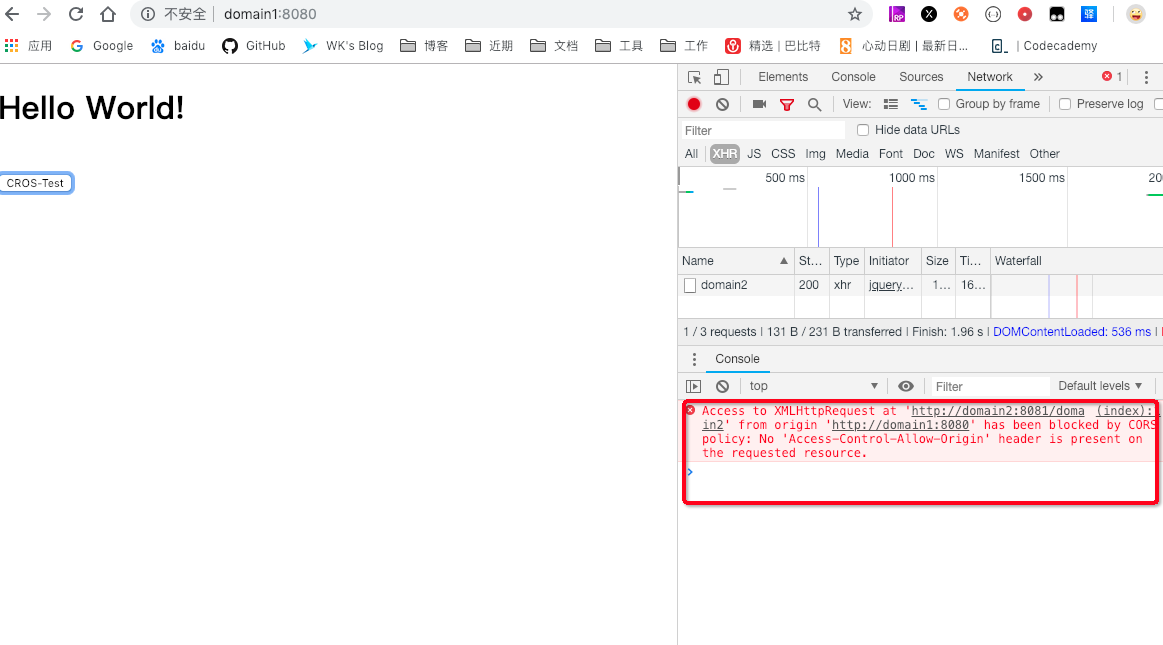 不安全 domain1:8080
应用 Google baidu GitHub WK's Blog 博客 近期 文档 工具 工作 精选 | 巴比特 心动日剧 | 最新日... | Codecademy
Hello World!
CROS-Test
Elements Console Sources Network » 1
View: Group by frame Preserve log
Filter Hide data URLs
All XHR JS CSS Img Media Font Doc WS Manifest Other
500 ms 1000 ms 1500 ms 200
Name St... Type Initiator Size Ti... Waterfall
domain2 200 xhr jquery... 1... 16...
1 / 3 requests | 131 B / 231 B transferred | Finish: 1.96 s | DOMContentLoaded: 536 ms |
Console
top Filter Default levels
Access to XMLHttpRequest at 'http://domain2:8081/doma (index):1
in2' from origin 'http://domain1:8080' has been blocked by CORS
policy: No 'Access-Control-Allow-Origin' header is present on
the requested resource.